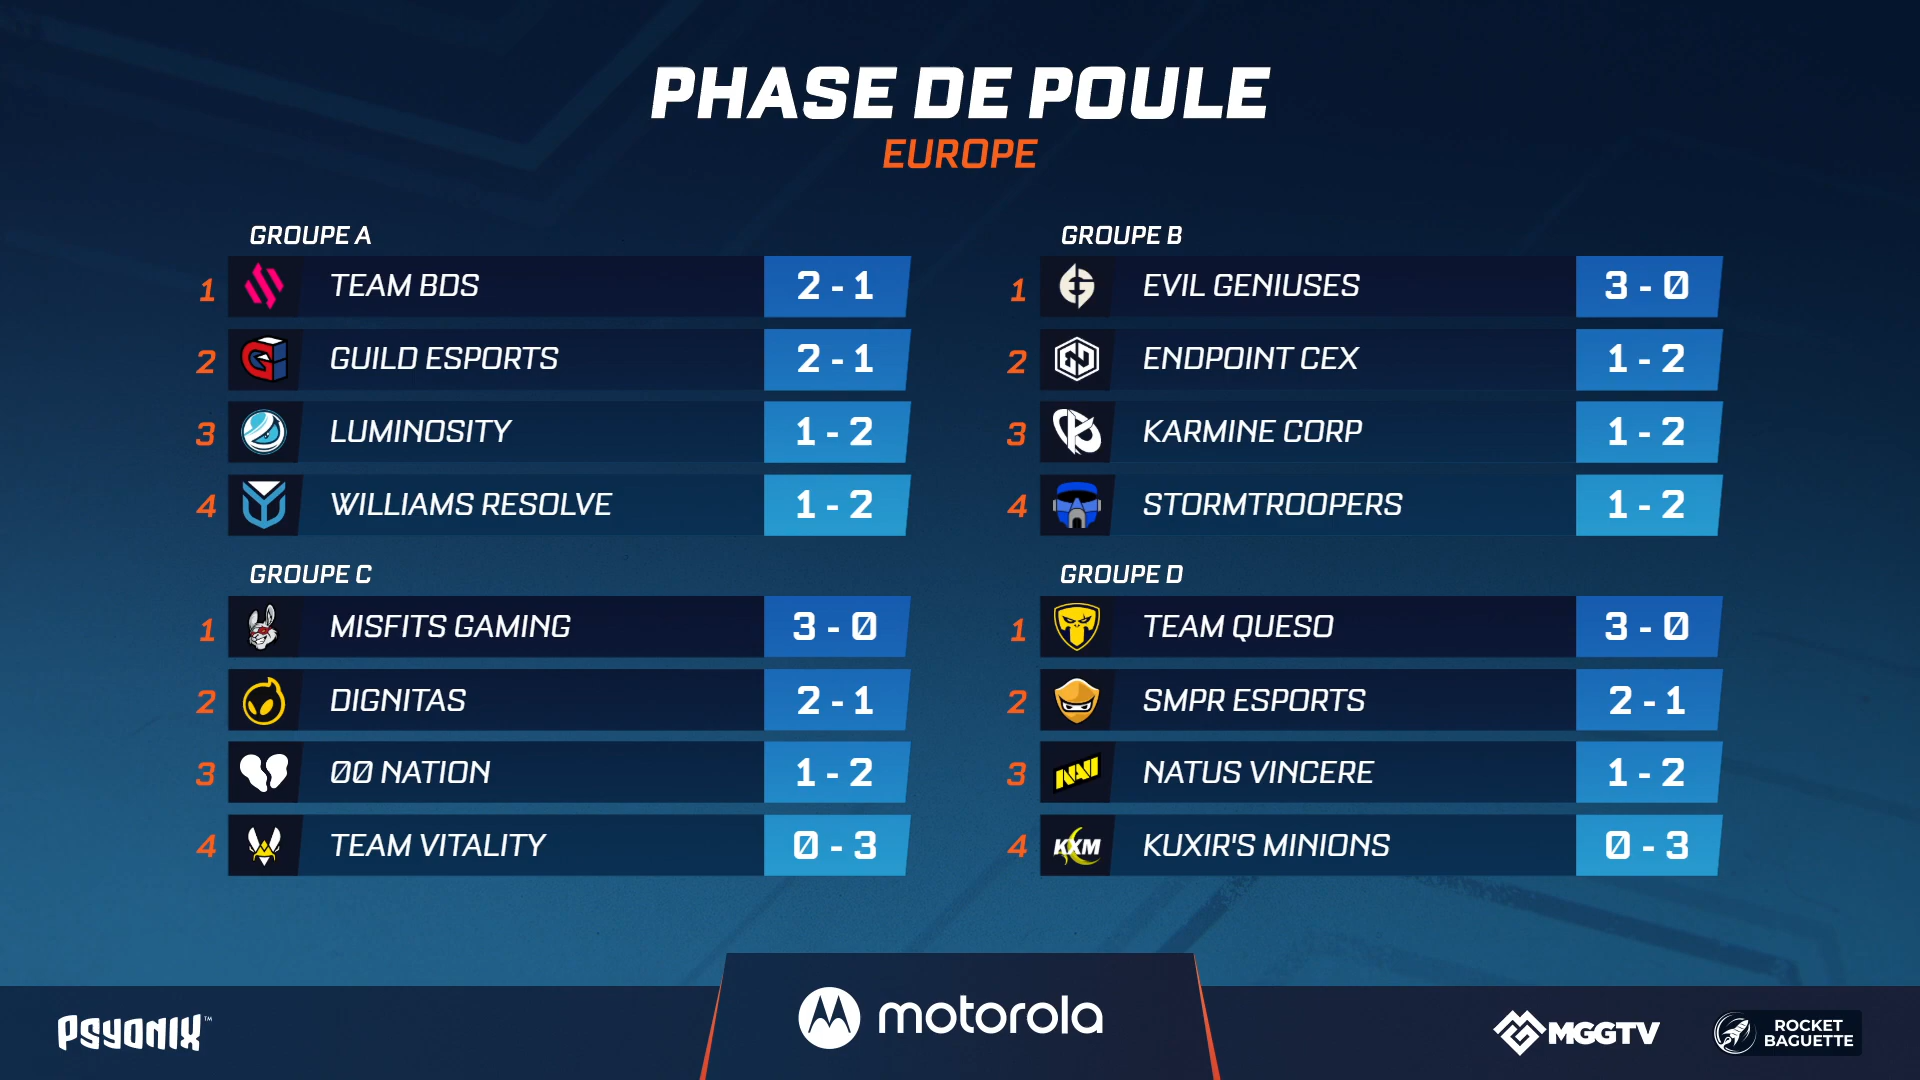 PHASE DE POULE
EUROPE
GROUPE A
1 TEAM BDS 2 - 1
2 GUILD ESPORTS 2 - 1
3 LUMINOSITY 1 - 2
4 WILLIAMS RESOLVE 1 - 2
GROUPE B
1 EVIL GENIUSES 3 - 0
2 ENDPOINT CEX 1 - 2
3 KARMINE CORP 1 - 2
4 STORMTROOPERS 1 - 2
GROUPE C
1 MISFITS GAMING 3 - 0
2 DIGNITAS 2 - 1
3 00 NATION 1 - 2
4 TEAM VITALITY 0 - 3
GROUPE D
1 TEAM QUESO 3 - 0
2 SMPR ESPORTS 2 - 1
3 NAVI NATUS VINCERE 1 - 2
4 KXM KUXIR'S MINIONS 0 - 3
PSYONIX™
motorola
MGGTV
ROCKET
BAGUETTE